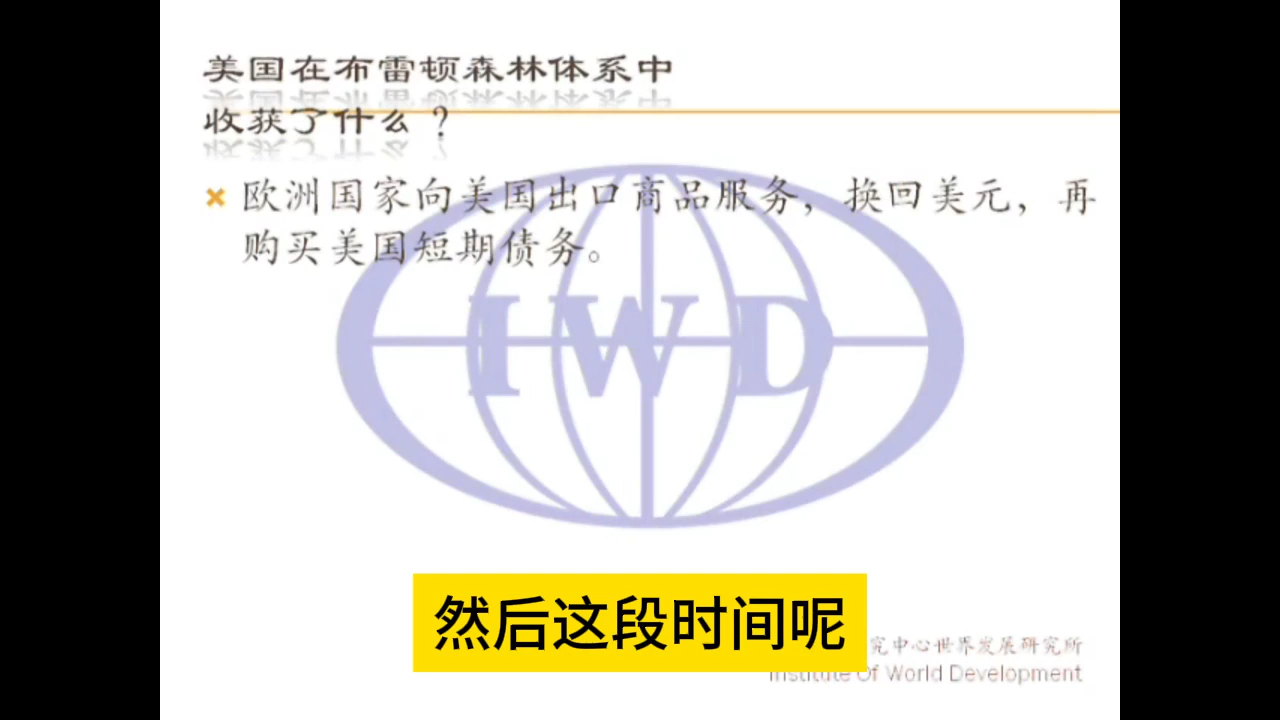 美国在布雷顿森林体系中
收获了什么？
欧洲国家向美国出口商品服务，换回美元，再
购买美国短期债务。
IWD
然后这段时间呢
究中心世界发展研究所
Institute Of World Development